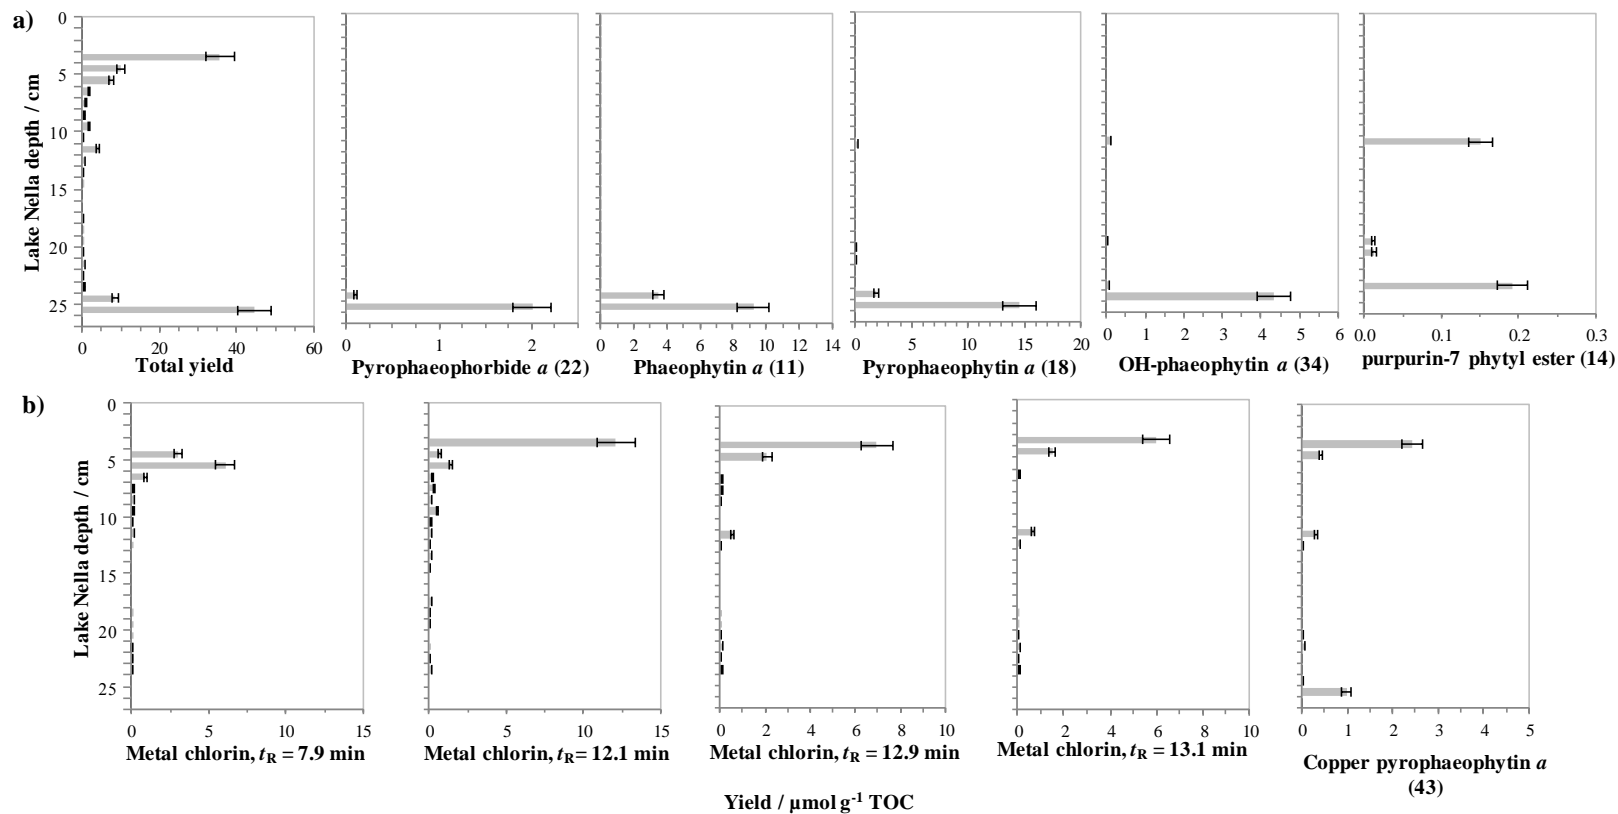 a)
Lake Nella depth / cm
0
5
10
15
20
25
0 20 40 60
Total yield
0 1 2
Pyrophaeophorbide a (22)
0 2 4 6 8 10 12 14
Phaeophytin a (11)
0 5 10 15 20
Pyrophaeophytin a (18)
0 1 2 3 4 5 6
OH-phaeophytin a (34)
0.0 0.1 0.2 0.3
purpurin-7 phytyl ester (14)
b)
Lake Nella depth / cm
0
5
10
15
20
25
0 5 10 15
Metal chlorin, tR = 7.9 min
0 5 10 15
Metal chlorin, tR = 12.1 min
0 2 4 6 8 10
Metal chlorin, tR = 12.9 min
0 2 4 6 8 10
Metal chlorin, tR = 13.1 min
0 1 2 3 4 5
Copper pyrophaeophytin a
(43)
Yield / µmol g-1 TOC